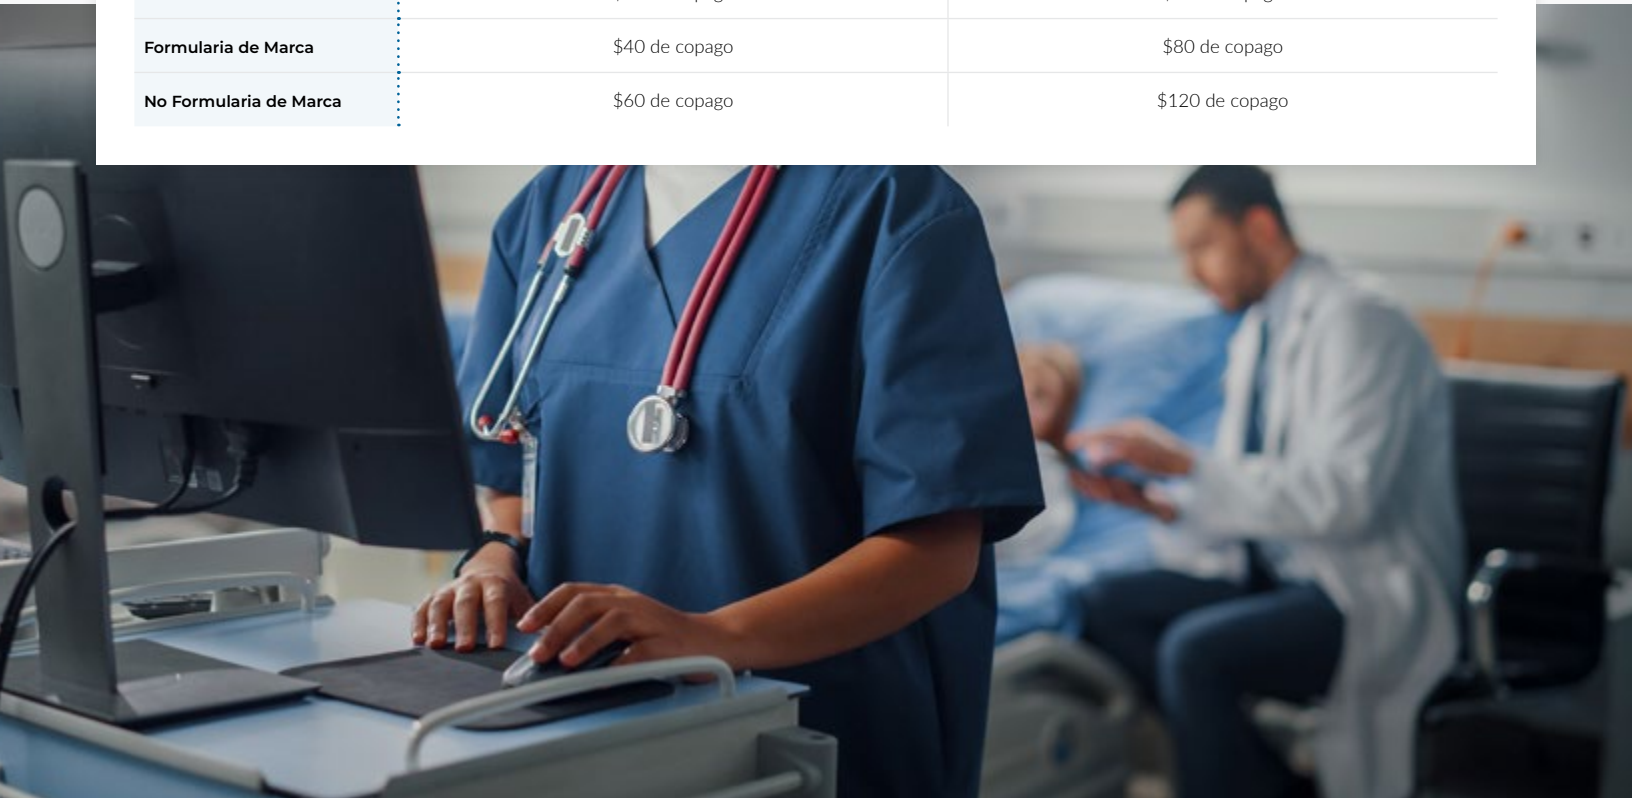 Formularia de Marca $40 de copago $80 de copago
No Formularia de Marca $60 de copago $120 de copago